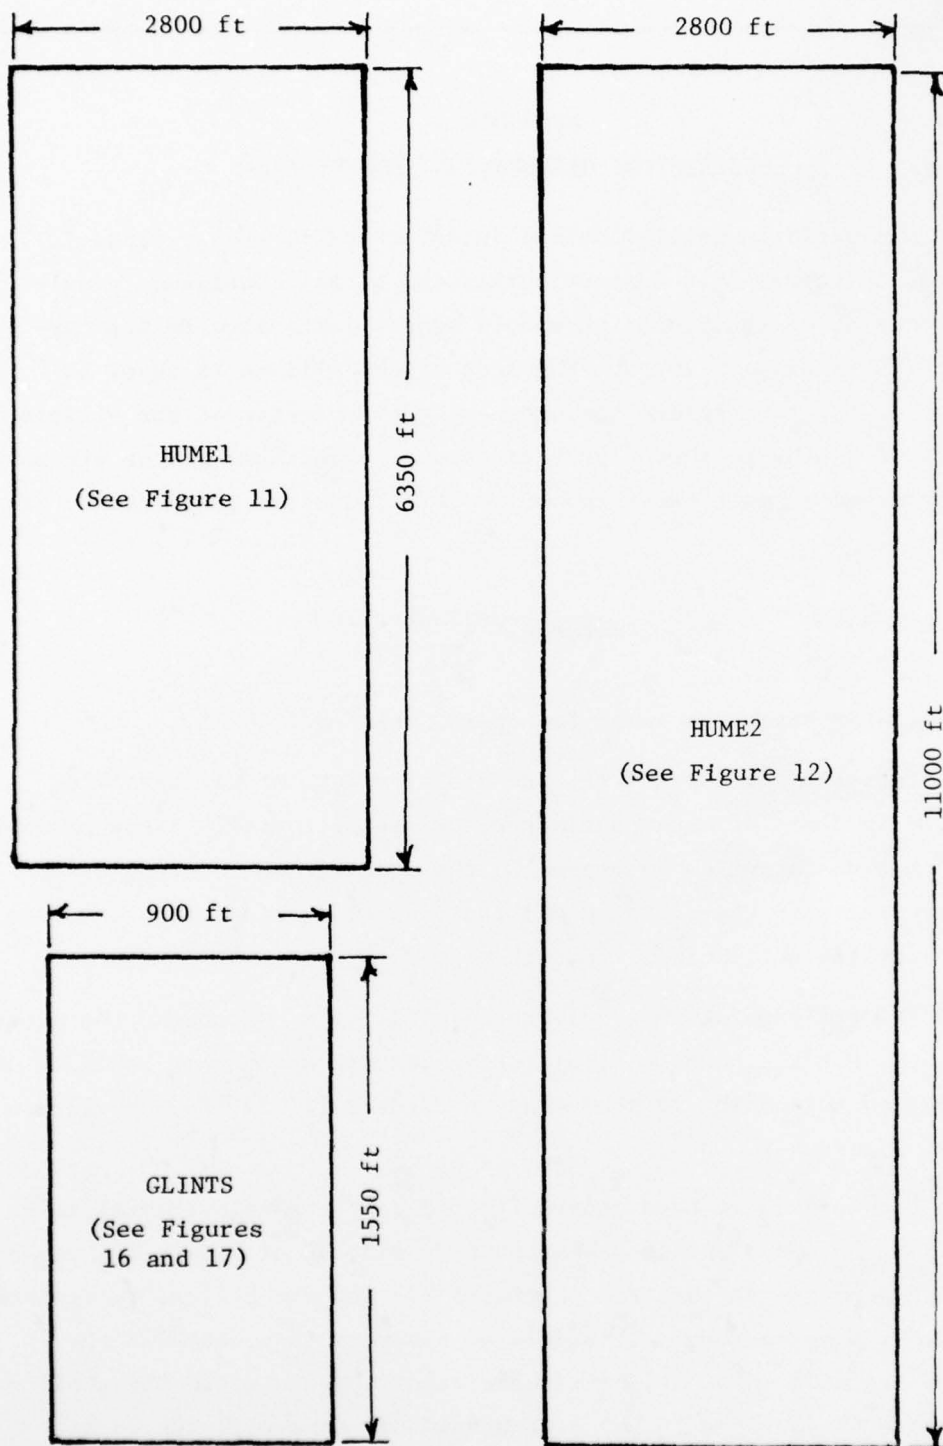 2800 ft
2800 ft
6350 ft
HUME1
(See Figure 11)
HUME2
(See Figure 12)
11000 ft
900 ft
1550 ft
GLINTS
(See Figures
16 and 17)